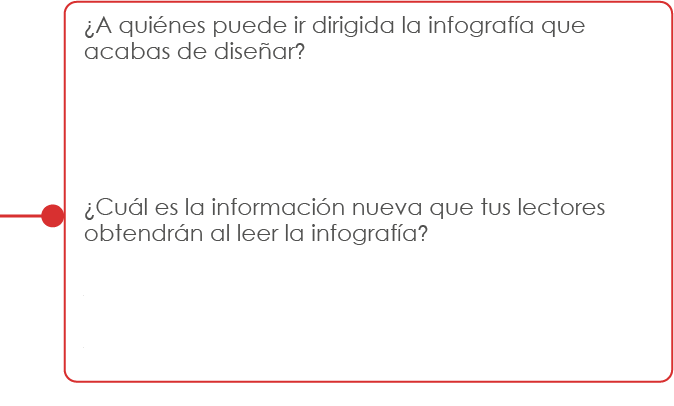 ¿A quiénes puede ir dirigida la infografía que
acabas de diseñar?
¿Cuál es la información nueva que tus lectores
obtendrán al leer la infografía?